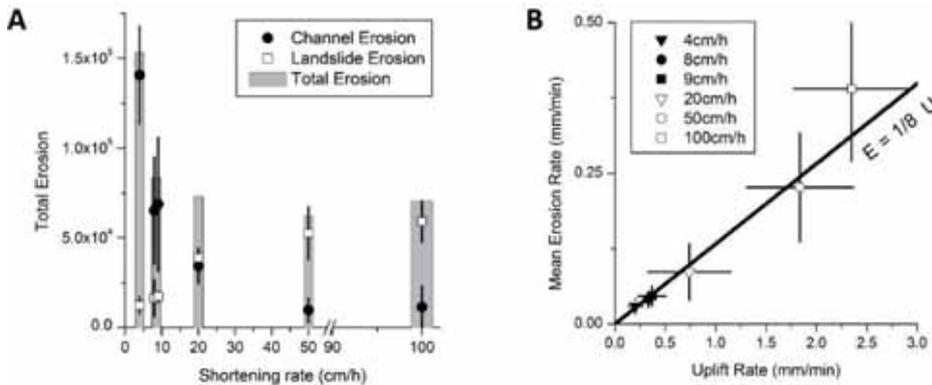 A
Channel Erosion
Landslide Erosion
Total Erosion
1.5x10⁵
1.0x10⁵
5.0x10⁴
0.0
Total Erosion
0 10 20 30 40 50 90 100
Shortening rate (cm/h)
B
4cm/h
8cm/h
9cm/h
20cm/h
50cm/h
100cm/h
0.50
0.25
0.00
Mean Erosion Rate (mm/min)
E = 1/8 U
0.0 0.5 1.0 1.5 2.0 2.5 3.0
Uplift Rate (mm/min)